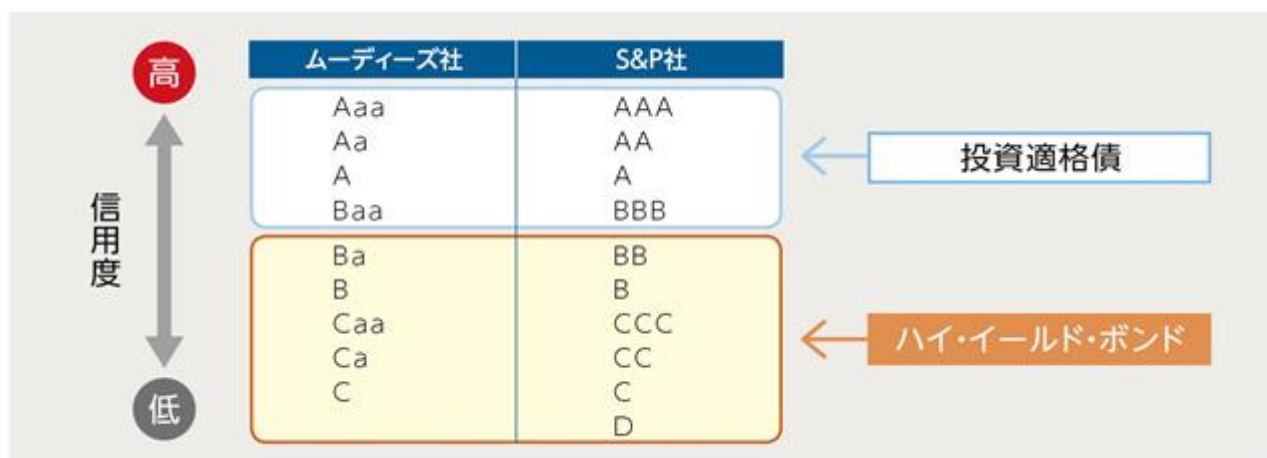 高
信用度
低
ムーディーズ社 S&P社
Aaa AAA
Aa AA
A A
Baa BBB
Ba BB
B B
Caa CCC
Ca CC
C C
D
投資適格債
ハイ・イールド・ボンド